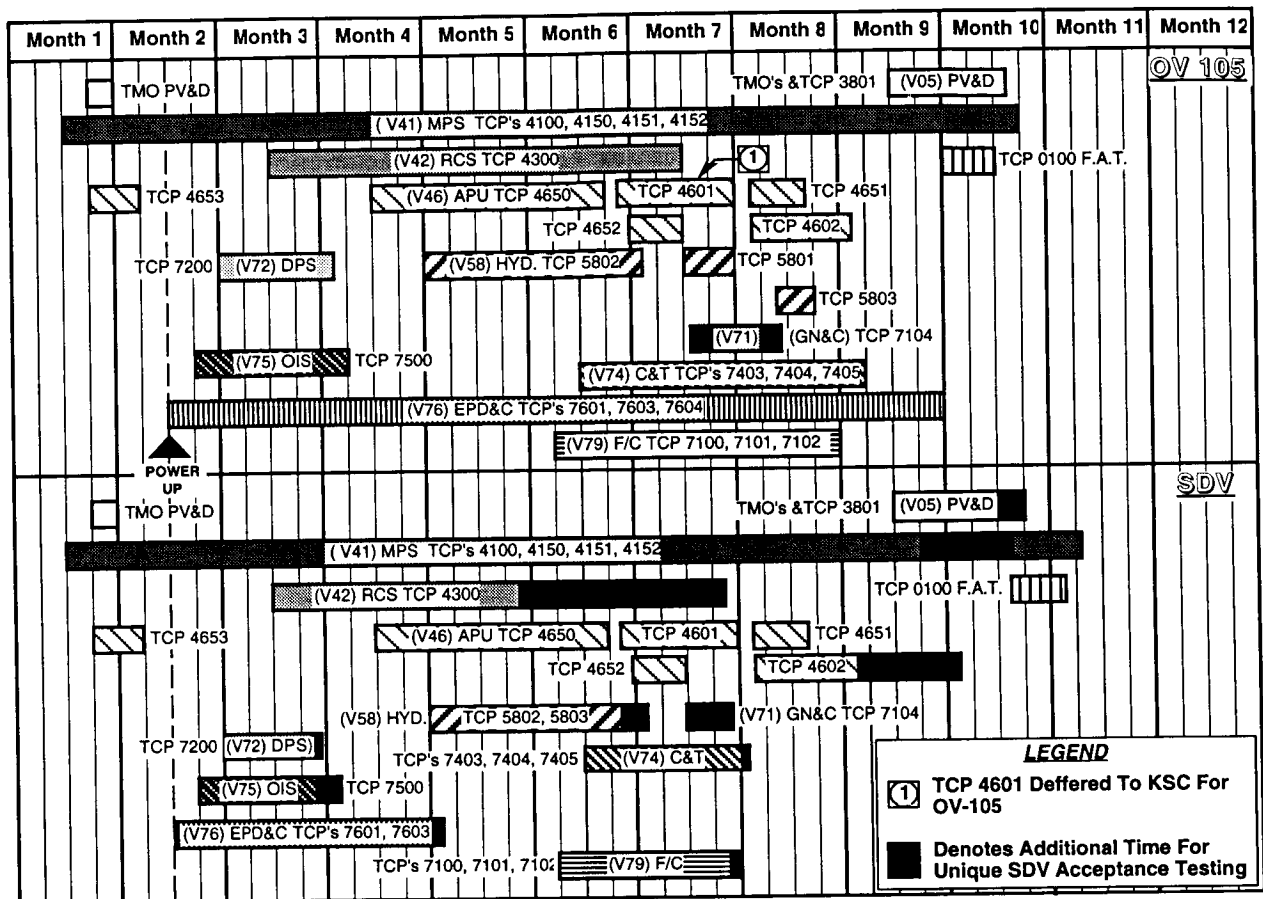 Month 1 Month 2 Month 3 Month 4 Month 5 Month 6 Month 7 Month 8 Month 9 Month 10 Month 11 Month 12
OV 105
TMO PV&D TMO's &TCP 3801 (V05) PV&D
( V41) MPS TCP's 4100, 4150, 4151, 4152
(V42) RCS TCP 4300 1 TCP 0100 F.A.T.
TCP 4653 (V46) APU TCP 4650 TCP 4601 TCP 4651
TCP 4652 TCP 4602
TCP 7200 (V72) DPS (V58) HYD. TCP 5802 TCP 5801
TCP 5803
(V71) (GN&C) TCP 7104
(V75) OIS TCP 7500
(V74) C&T TCP's 7403, 7404, 7405
(V76) EPD&C TCP's 7601, 7603, 7604
(V79) F/C TCP 7100, 7101, 7102
POWER
UP
SDV
TMO PV&D TMO's &TCP 3801 (V05) PV&D
( V41) MPS TCP's 4100, 4150, 4151, 4152
(V42) RCS TCP 4300 TCP 0100 F.A.T.
TCP 4653 (V46) APU TCP 4650 TCP 4601 TCP 4651
TCP 4652 TCP 4602
(V58) HYD. TCP 5802, 5803 (V71) GN&C TCP 7104
TCP 7200 (V72) DPS) TCP's 7403, 7404, 7405 (V74) C&T
(V75) OIS TCP 7500
(V76) EPD&C TCP's 7601, 7603
TCP's 7100, 7101, 7102 (V79) F/C
LEGEND
1 TCP 4601 Deffered To KSC For
OV-105
Denotes Additional Time For
Unique SDV Acceptance Testing